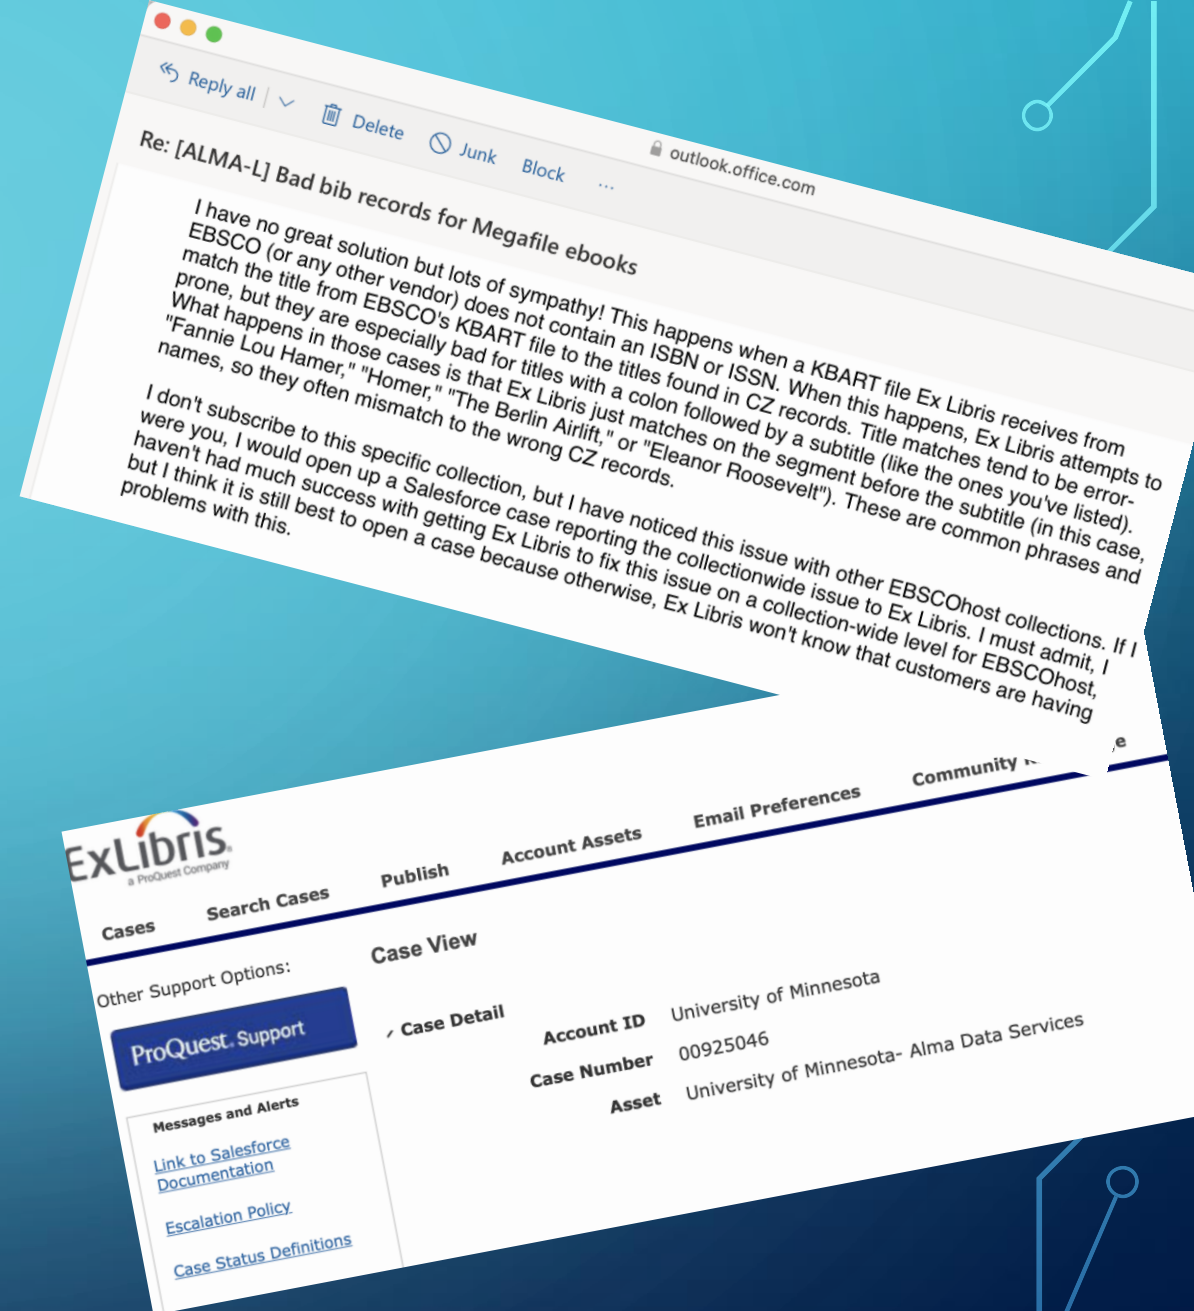 Reply all
Delete
Junk
Block
...
outlook.office.com
Re: [ALMA-L] Bad bib records for Megafile ebooks
I have no great solution but lots of sympathy! This happens when a KBART file Ex Libris receives from
EBSCO (or any other vendor) does not contain an ISBN or ISSN. When this happens, Ex Libris attempts to
match the title from EBSCO's KBART file to the titles found in CZ records. Title matches tend to be error-
prone, but they are especially bad for titles with a colon followed by a subtitle (like the ones you've listed).
What happens in those cases is that Ex Libris just matches on the segment before the subtitle (in this case,
"Fannie Lou Hamer," "Homer," "The Berlin Airlift," or "Eleanor Roosevelt"). These are common phrases and
names, so they often mismatch to the wrong CZ records.
I don't subscribe to this specific collection, but I have noticed this issue with other EBSCOhost collections. If I
were you, I would open up a Salesforce case reporting the collectionwide issue to Ex Libris. I must admit, I
haven't had much success with getting Ex Libris to fix this issue on a collection-wide level for EBSCOhost,
but I think it is still best to open a case because otherwise, Ex Libris won't know that customers are having
problems with this.
ExLibris
a ProQuest Company
Cases
Search Cases
Publish
Account Assets
Email Preferences
Community
Other Support Options:
ProQuest. Support
Messages and Alerts
Link to Salesforce
Documentation
Escalation Policy
Case Status Definitions
Case View
Case Detail
Account ID University of Minnesota
Case Number 00925046
Asset University of Minnesota- Alma Data Services